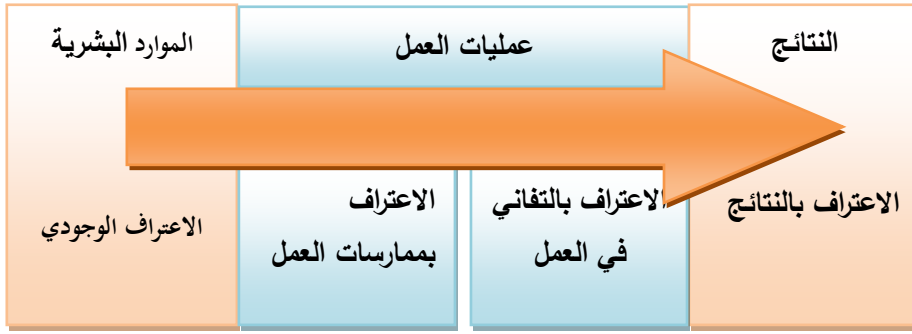 النتائج
عمليات العمل
الموارد البشرية
الاعتراف بالنتائج
الاعتراف بالتفاني
في العمل
الاعتراف
بممارسات العمل
الاعتراف الوجودي